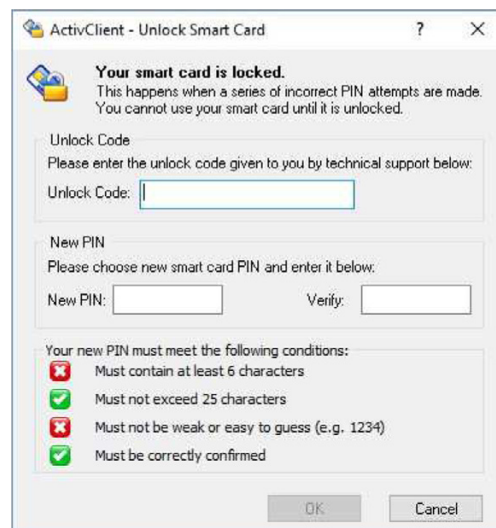 ActivClient - Unlock Smart Card
Your smart card is locked.
This happens when a series of incorrect PIN attempts are made.
You cannot use your smart card until it is unlocked.
Unlock Code
Please enter the unlock code given to you by technical support below:
Unlock Code:
New PIN
Please choose new smart card PIN and enter it below:
New PIN: Verify:
Your new PIN must meet the following conditions:
Must contain at least 6 characters
Must not exceed 25 characters
Must not be weak or easy to guess (e.g. 1234)
Must be correctly confirmed
OK Cancel